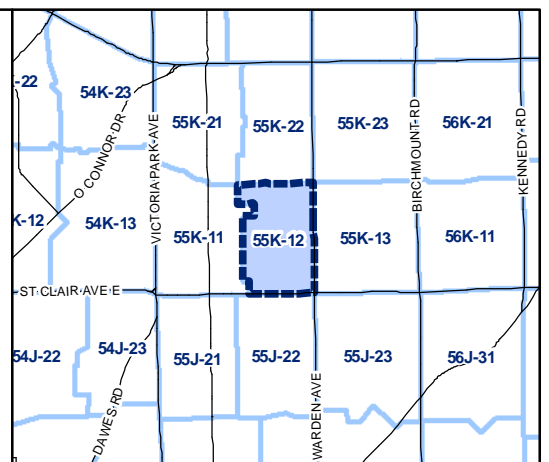 -22
54K-23
O CONNOR DR
VICTORIA PARK AVE
55K-21
55K-22
55K-23
BIRCHMOUNT RD
56K-21
KENNEDY RD
K-12
54K-13
55K-11
55K-12
55K-13
56K-11
ST CLAIR AVE E
54J-22
54J-23
55J-21
55J-22
55J-23
56J-31
DAWES RD
WARDEN AVE